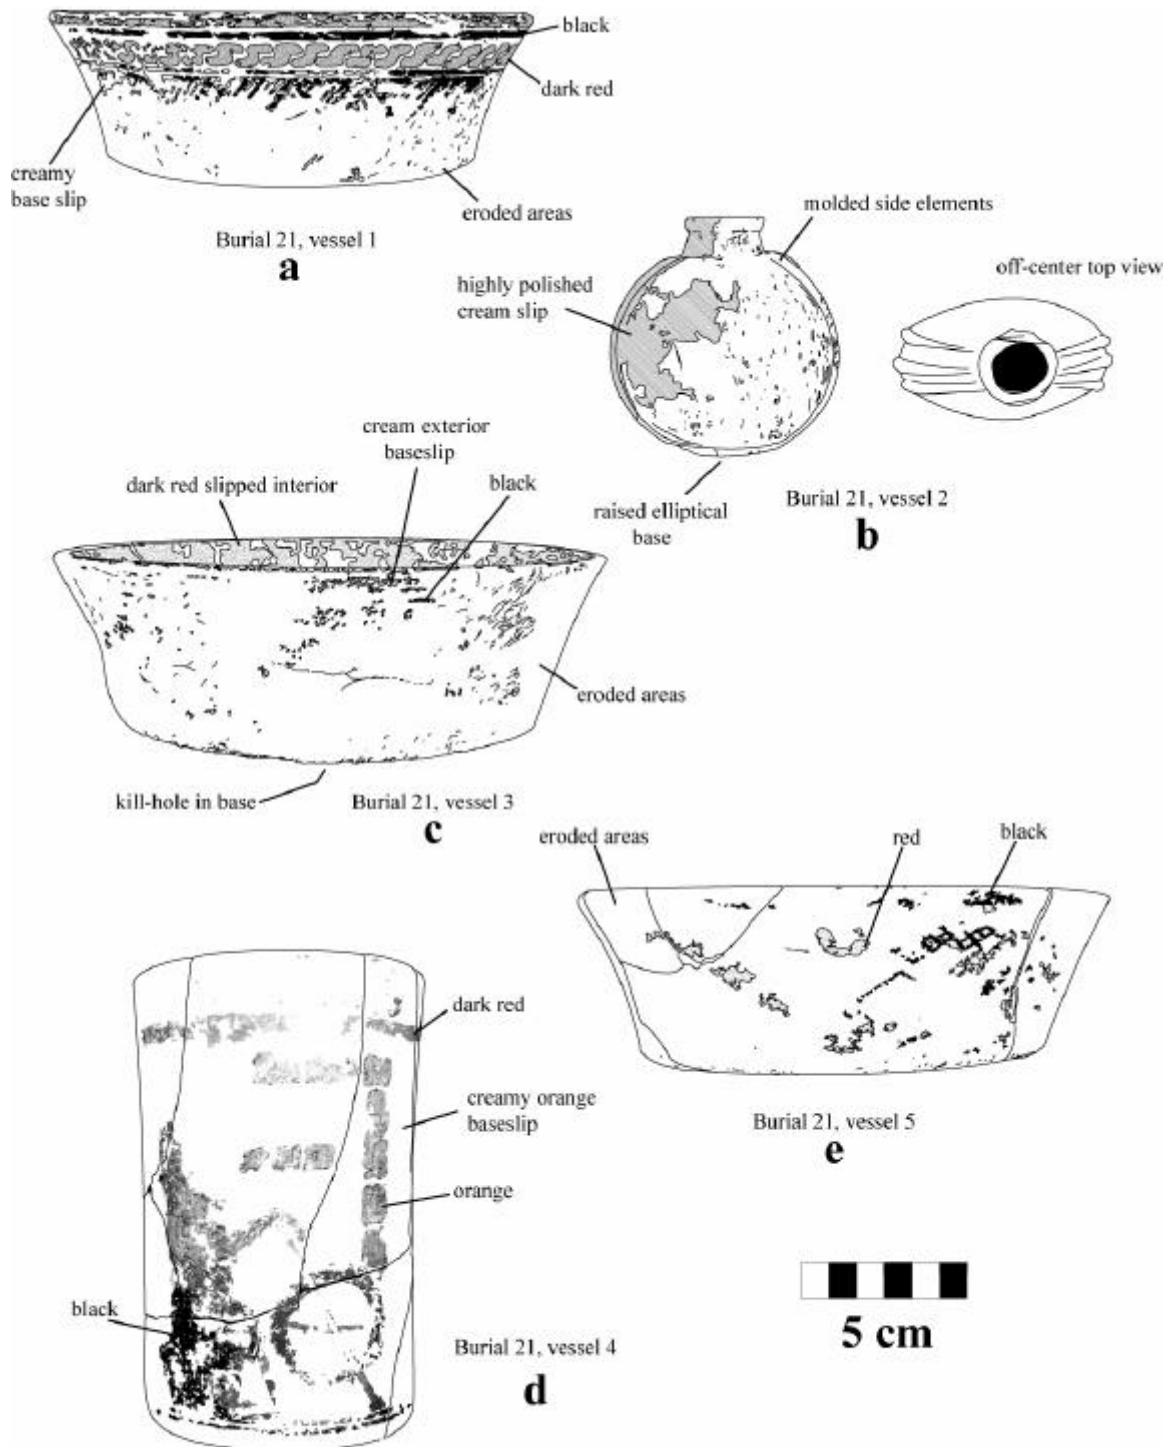 black
dark red
creamy
base slip
eroded areas
Burial 21, vessel 1
a
molded side elements
highly polished
cream slip
off-center top view
raised elliptical
base
Burial 21, vessel 2
b
cream exterior
baseslip
dark red slipped interior
black
eroded areas
kill-hole in base
Burial 21, vessel 3
c
eroded areas
red
black
Burial 21, vessel 5
e
dark red
creamy orange
baseslip
orange
black
Burial 21, vessel 4
d
5 cm